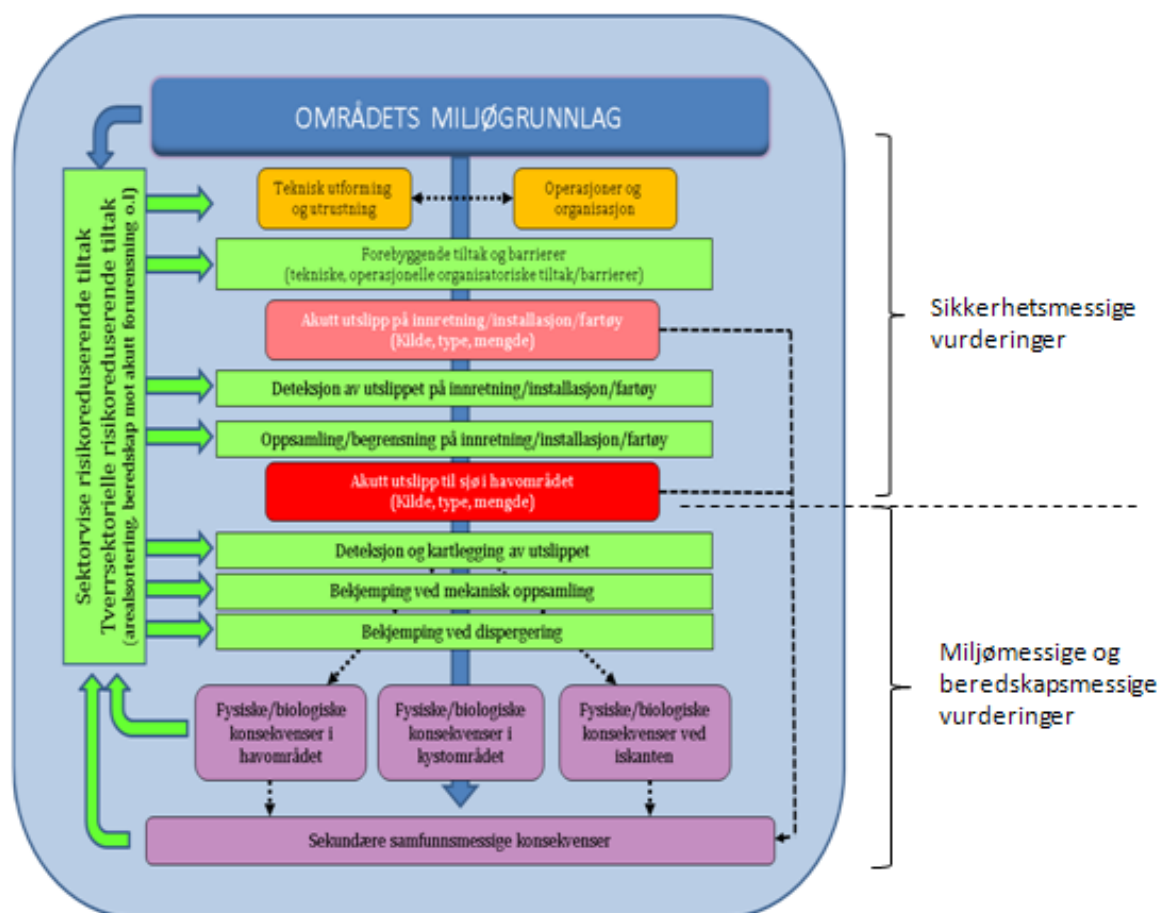 OMRÅDETS MILJØGRUNNLAG
Teknisk utforming
og utrustning
Operasjoner og
organisasjon
Forebyggende tiltak og barrierer
(tekniske, operasjonelle organisatoriske tiltak/barrierer)
Akutt utslipp på innretning/installasjon/fartøy
(Kilde, type, mengde)
Deteksjon av utslippet på innretning/installasjon/fartøy
Oppsamling/begrensning på innretning/installasjon/fartøy
Akutt utslipp til sjø i havområdet
(Kilde, type, mengde)
Deteksjon og kartlegging av utslippet
Bekjemping ved mekanisk oppsamling
Bekjemping ved dispergering
Fysiske/biologiske
konsekvenser i
havområdet
Fysiske/biologiske
konsekvenser i
kystområdet
Fysiske/biologiske
konsekvenser ved
iskanten
Sekundære samfunnsmessige konsekvenser
Sektorvise risikoreduserende tiltak
Tverrsektorielle risikoreduserende tiltak
(arealsortering, beredskap mot akutt forurensning o.l)
Sikkerhetsmessige
vurderinger
Miljømessige og
beredskapsmessige
vurderinger